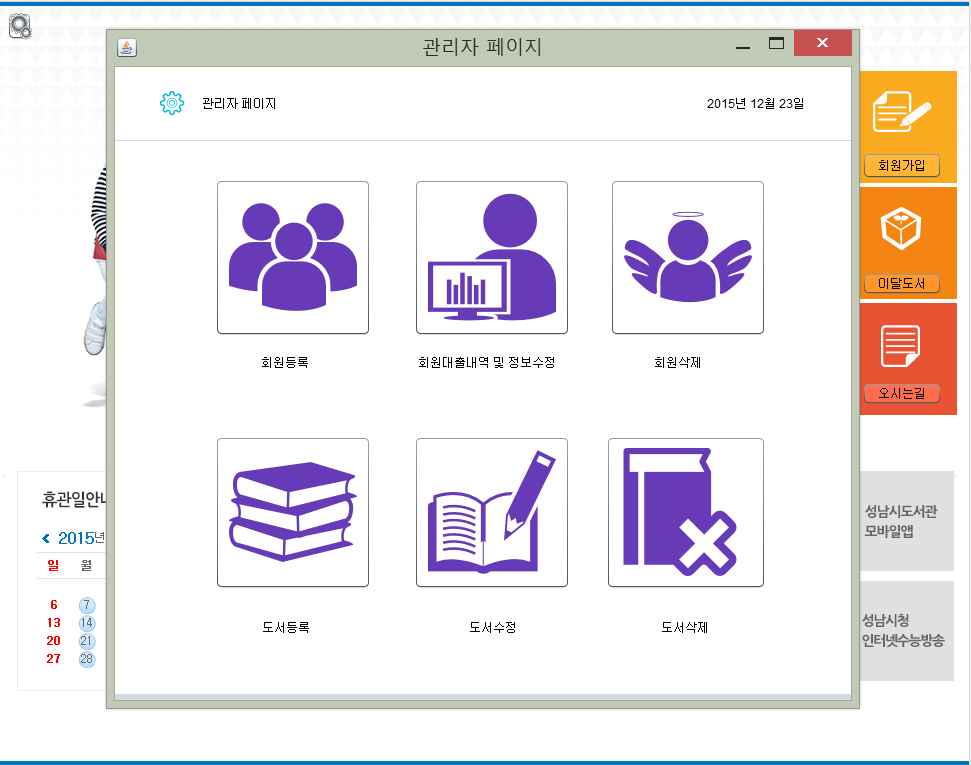 관리자 페이지
관리자 페이지
2015년 12월 23일
회원가입
이달도서
회원등록
회원대출내역 및 정보수정
회원삭제
오시는길
휴관일안내
2015년
일 월
6 7
13 14
20 21
27 28
도서등록
도서수정
도서삭제
성남시도서관
모바일앱
성남시청
인터넷수능방송